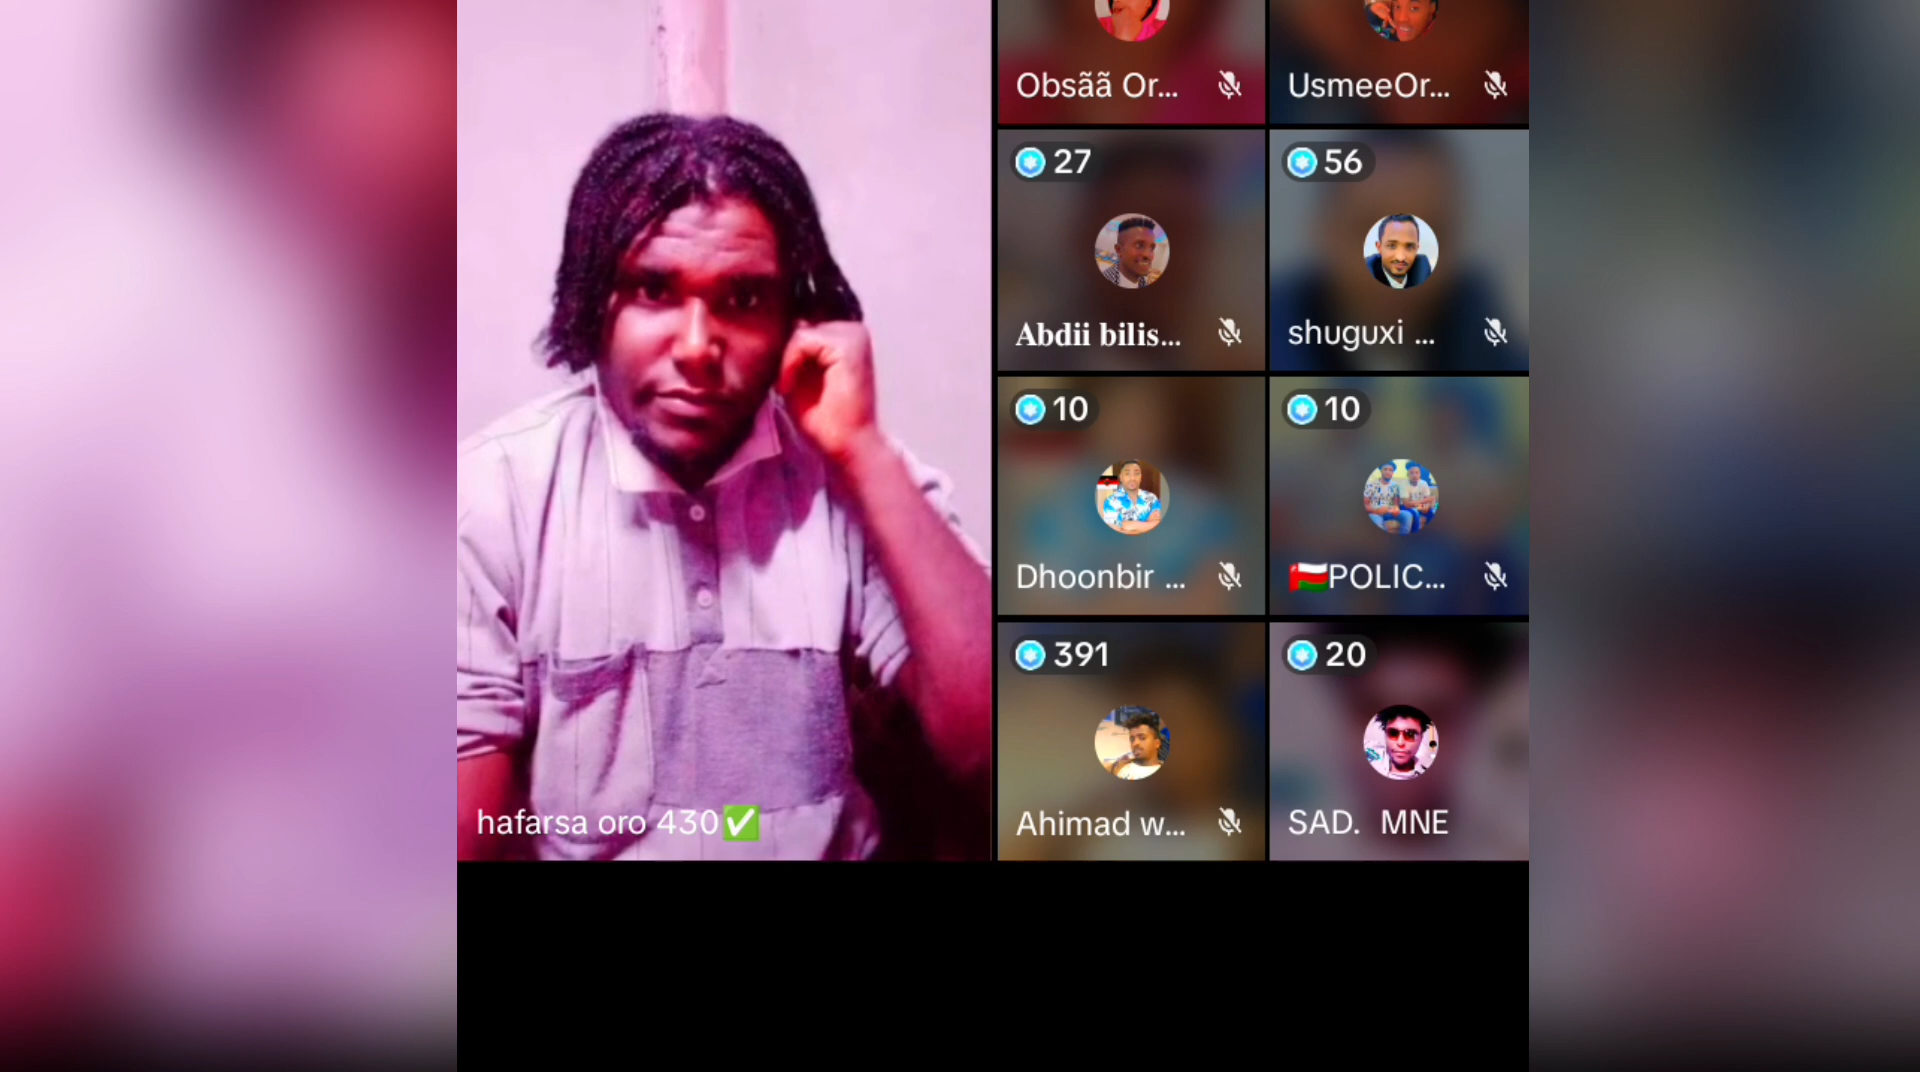 Obsãã Or...
UsmeeOr...
27
56
Abdii bilis...
shuguxi ...
10
10
Dhoonbir ...
🇴🇲POLIC...
391
20
Ahimad w...
SAD. MNE
hafarsa oro 430✅